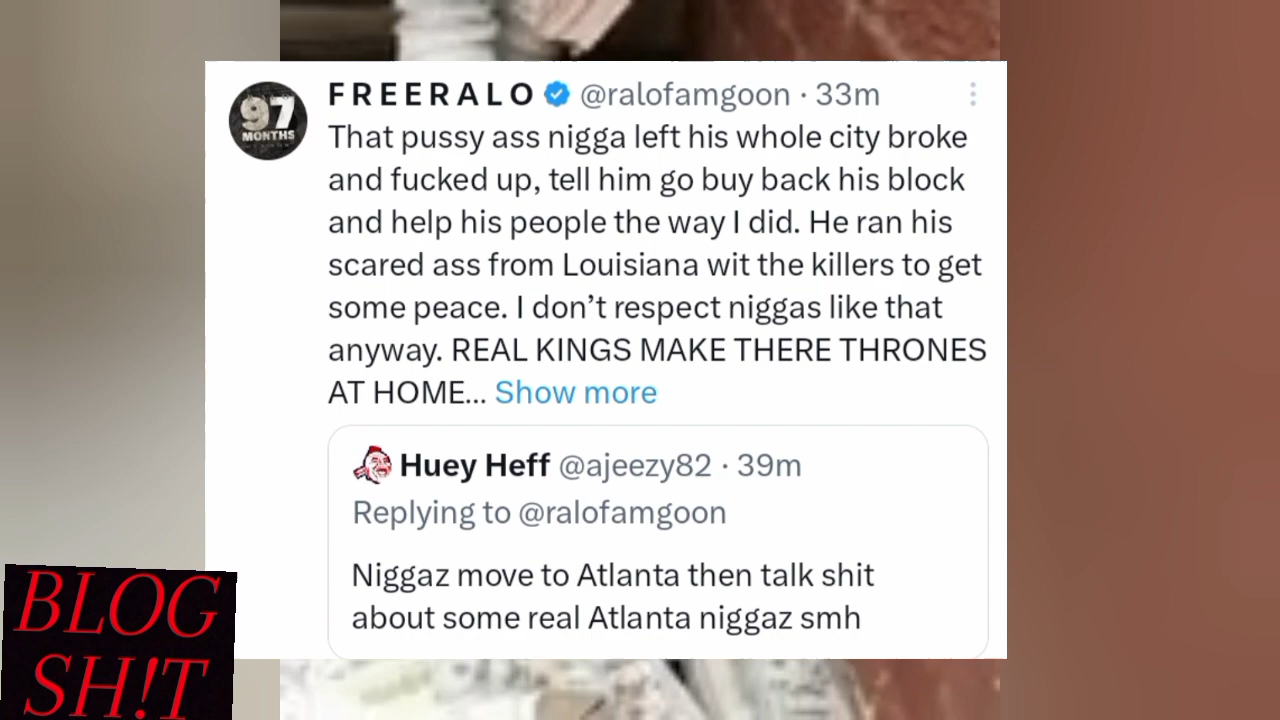 97
MONTHS
F R E E R A L O @ralofamgoon · 33m
That pussy ass nigga left his whole city broke
and fucked up, tell him go buy back his block
and help his people the way I did. He ran his
scared ass from Louisiana wit the killers to get
some peace. I don’t respect niggas like that
anyway. REAL KINGS MAKE THERE THRONES
AT HOME... Show more
Huey Heff @ajeezy82 · 39m
Replying to @ralofamgoon
Niggaz move to Atlanta then talk shit
about some real Atlanta niggaz smh
BLOG
SH!T